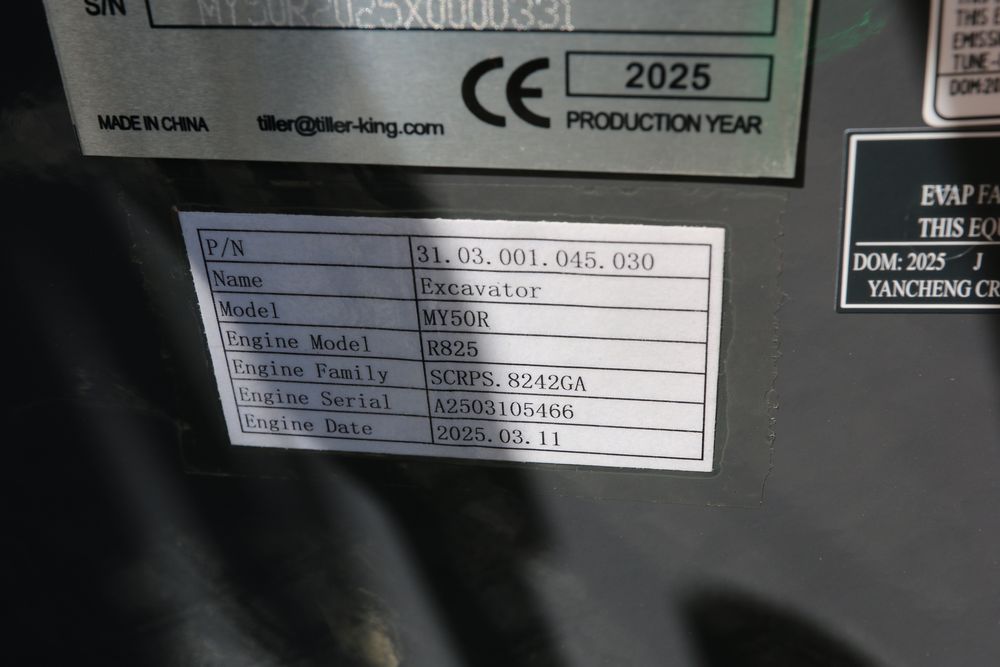 S/N MY50R2025X0000331
CE 2025
MADE IN CHINA tiller@tiller-king.com PRODUCTION YEAR
THIS
EMISS
TUNE-
DOM:20
EVAP FA
THIS EQU
DOM: 2025 J
YANCHENG CR
P/N 31.03.001.045.030
Name Excavator
Model MY50R
Engine Model R825
Engine Family SCRPS.8242GA
Engine Serial A2503105466
Engine Date 2025.03.11